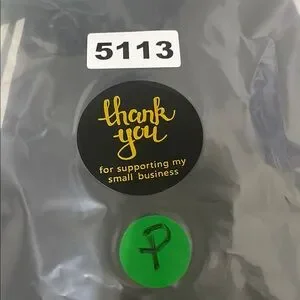 5113
thank
you
for supporting my
small business
P